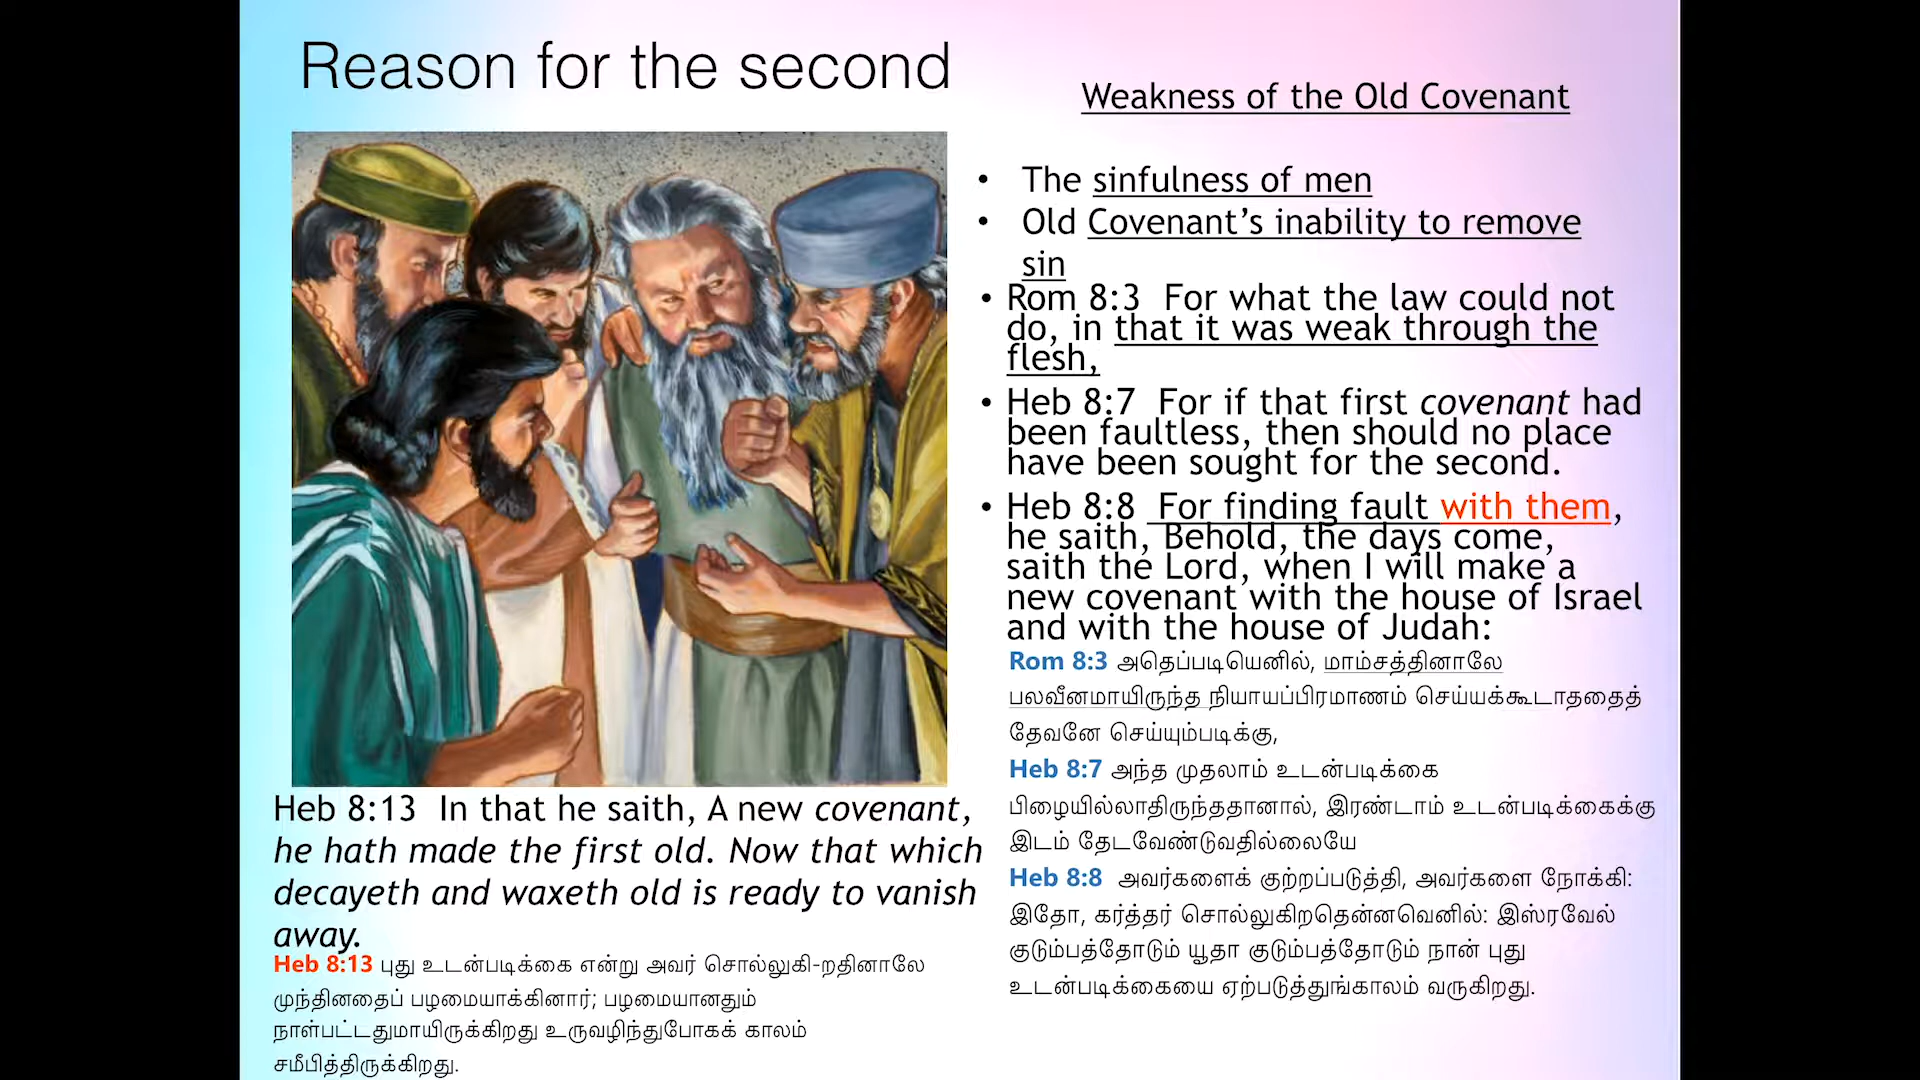 Reason for the second
Weakness of the Old Covenant
• The sinfulness of men
• Old Covenant’s inability to remove
sin
• Rom 8:3 For what the law could not
do, in that it was weak through the
flesh,
• Heb 8:7 For if that first covenant had
been faultless, then should no place
have been sought for the second.
• Heb 8:8 For finding fault with them,
he saith, Behold, the days come,
saith the Lord, when I will make a
new covenant with the house of Israel
and with the house of Judah:
Rom 8:3 அதெப்படியெனில், மாம்சத்தினாலே
பலவீனமாயிருந்த நியாயப்பிரமாணம் செய்யக்கூடாததைத்
தேவனே செய்யும்படிக்கு,
Heb 8:7 அந்த முதலாம் உடன்படிக்கை
பிழையில்லாதிருந்ததானால், இரண்டாம் உடன்படிக்கைக்கு
இடம் தேடவேண்டுவதில்லையே
Heb 8:8 அவர்களைக் குற்றப்படுத்தி, அவர்களை நோக்கி:
இதோ, கர்த்தர் சொல்லுகிறதென்னவெனில்: இஸ்ரவேல்
குடும்பத்தோடும் யூதா குடும்பத்தோடும் நான் புது
உடன்படிக்கையை ஏற்படுத்துங்காலம் வருகிறது.
Heb 8:13 In that he saith, A new covenant,
he hath made the first old. Now that which
decayeth and waxeth old is ready to vanish
away.
Heb 8:13 புது உடன்படிக்கை என்று அவர் சொல்லுகி-றதினாலே
முந்தினதைப் பழமையாக்கினார்; பழமையானதும்
நாள்பட்டதுமாயிருக்கிறது உருவழிந்துபோகக் காலம்
சமீபித்திருக்கிறது.